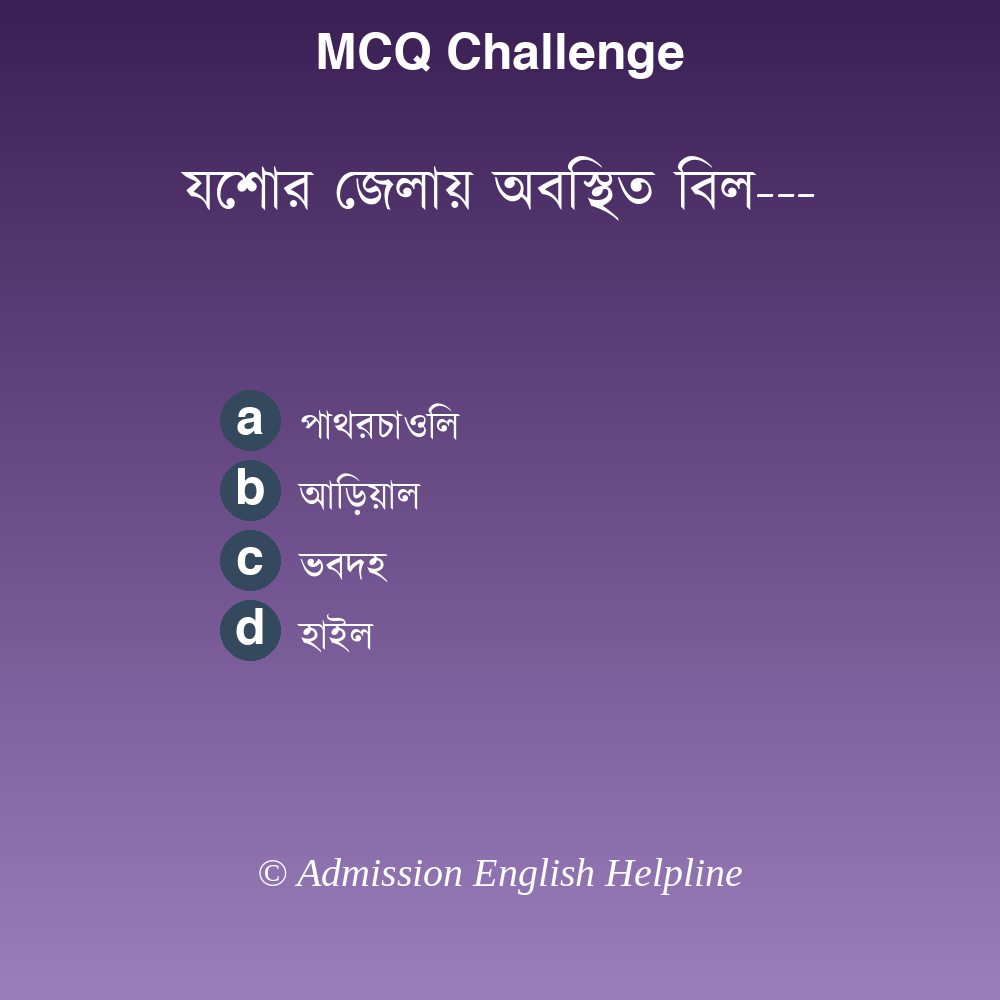 MCQ Challenge
যশোর জেলায় অবস্থিত বিল---
a পাথরচাওলি
b আড়িয়াল
c ভবদহ
d হাইল
© Admission English Helpline